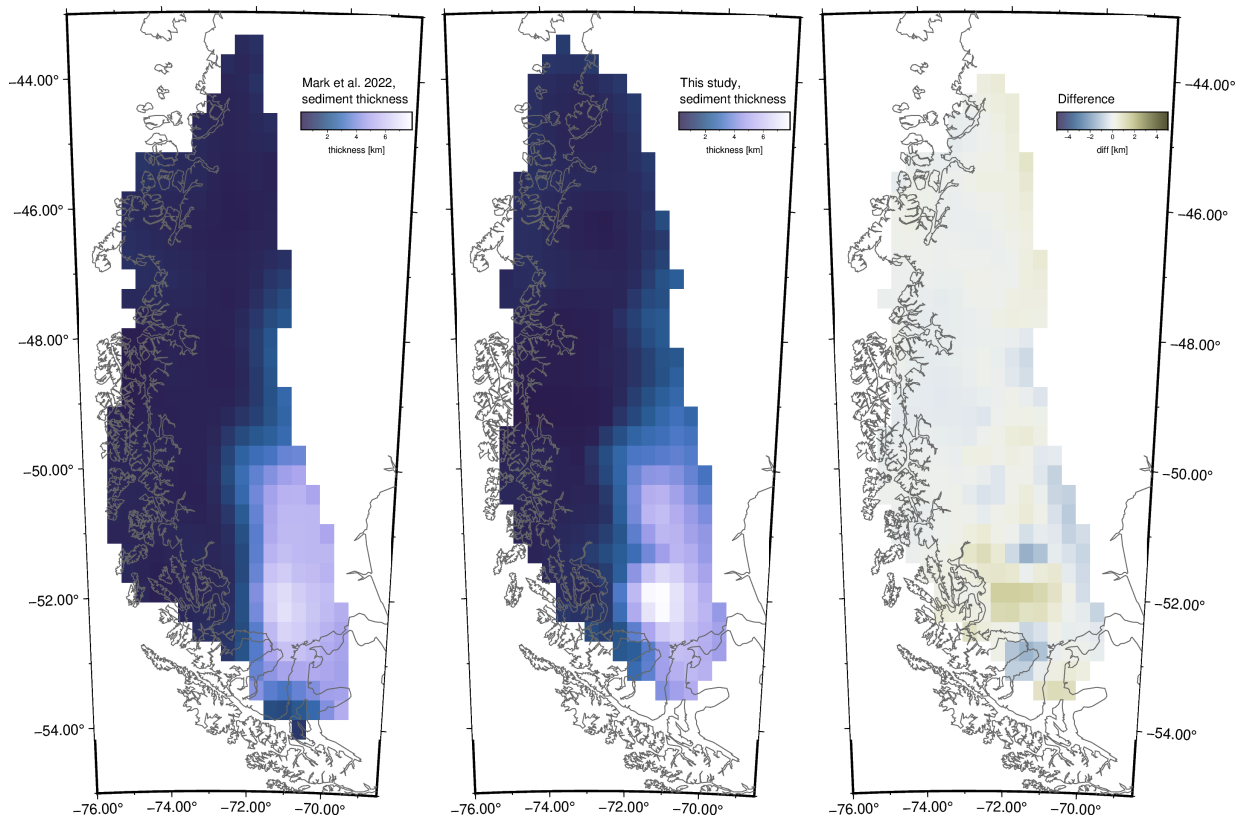 Mark et al. 2022,
sediment thickness
2 4 6
thickness [km]
This study,
sediment thickness
2 4 6
thickness [km]
Difference
−4 −2 0 2 4
diff [km]
−44.00°
−46.00°
−48.00°
−50.00°
−52.00°
−54.00°
−44.00°
−46.00°
−48.00°
−50.00°
−52.00°
−54.00°
−76.00° −74.00° −72.00° −70.00°
−76.00° −74.00° −72.00° −70.00°
−76.00° −74.00° −72.00° −70.00°